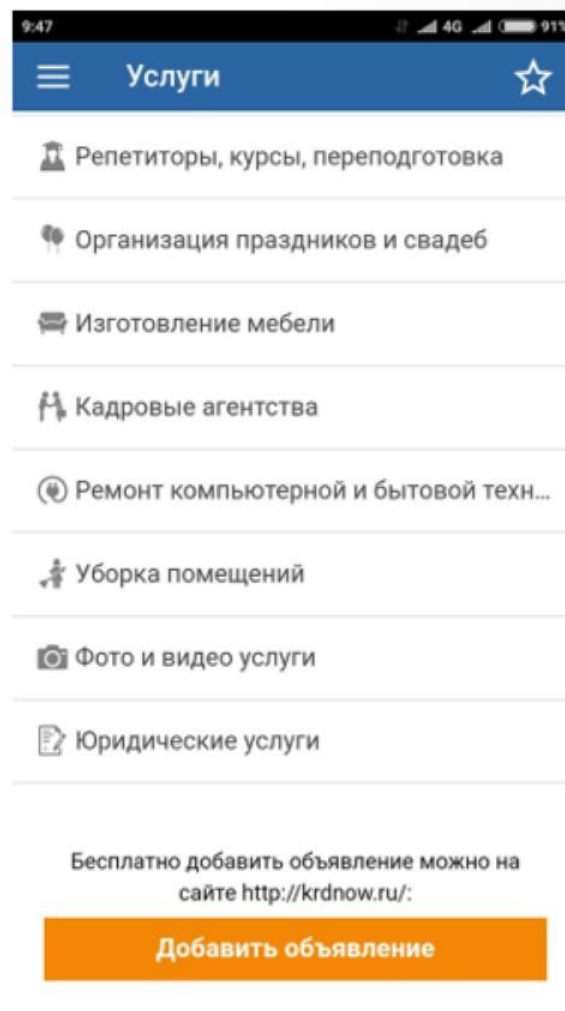 9:47 4G 91%
Услуги
Репетиторы, курсы, переподготовка
Организация праздников и свадеб
Изготовление мебели
Кадровые агентства
Ремонт компьютерной и бытовой техн...
Уборка помещений
Фото и видео услуги
Юридические услуги
Бесплатно добавить объявление можно на
сайте http://krdnow.ru/:
Добавить объявление